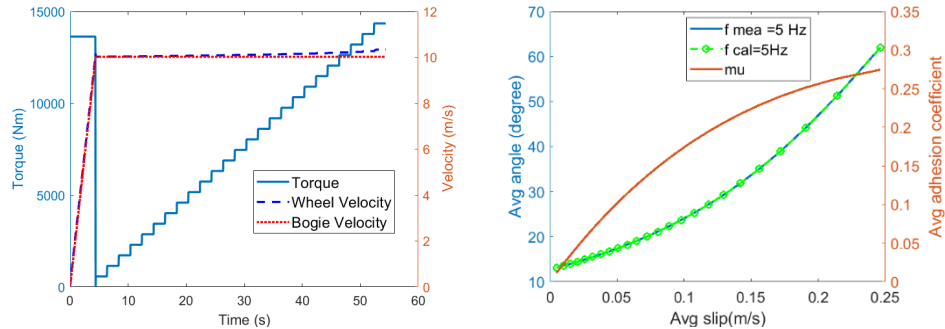 15000
10000
5000
0
Torque (Nm)
12
10
8
6
4
2
0
Velocity (m/s)
Torque
Wheel Velocity
Bogie Velocity
0 10 20 30 40 50 60
Time (s)
70
60
50
40
30
20
10
Avg angle (degree)
f mea =5 Hz
f cal=5Hz
mu
0.35
0.3
0.25
0.2
0.15
0.1
0.05
0
Avg adhesion coefficient
0 0.05 0.1 0.15 0.2 0.25
Avg slip(m/s)